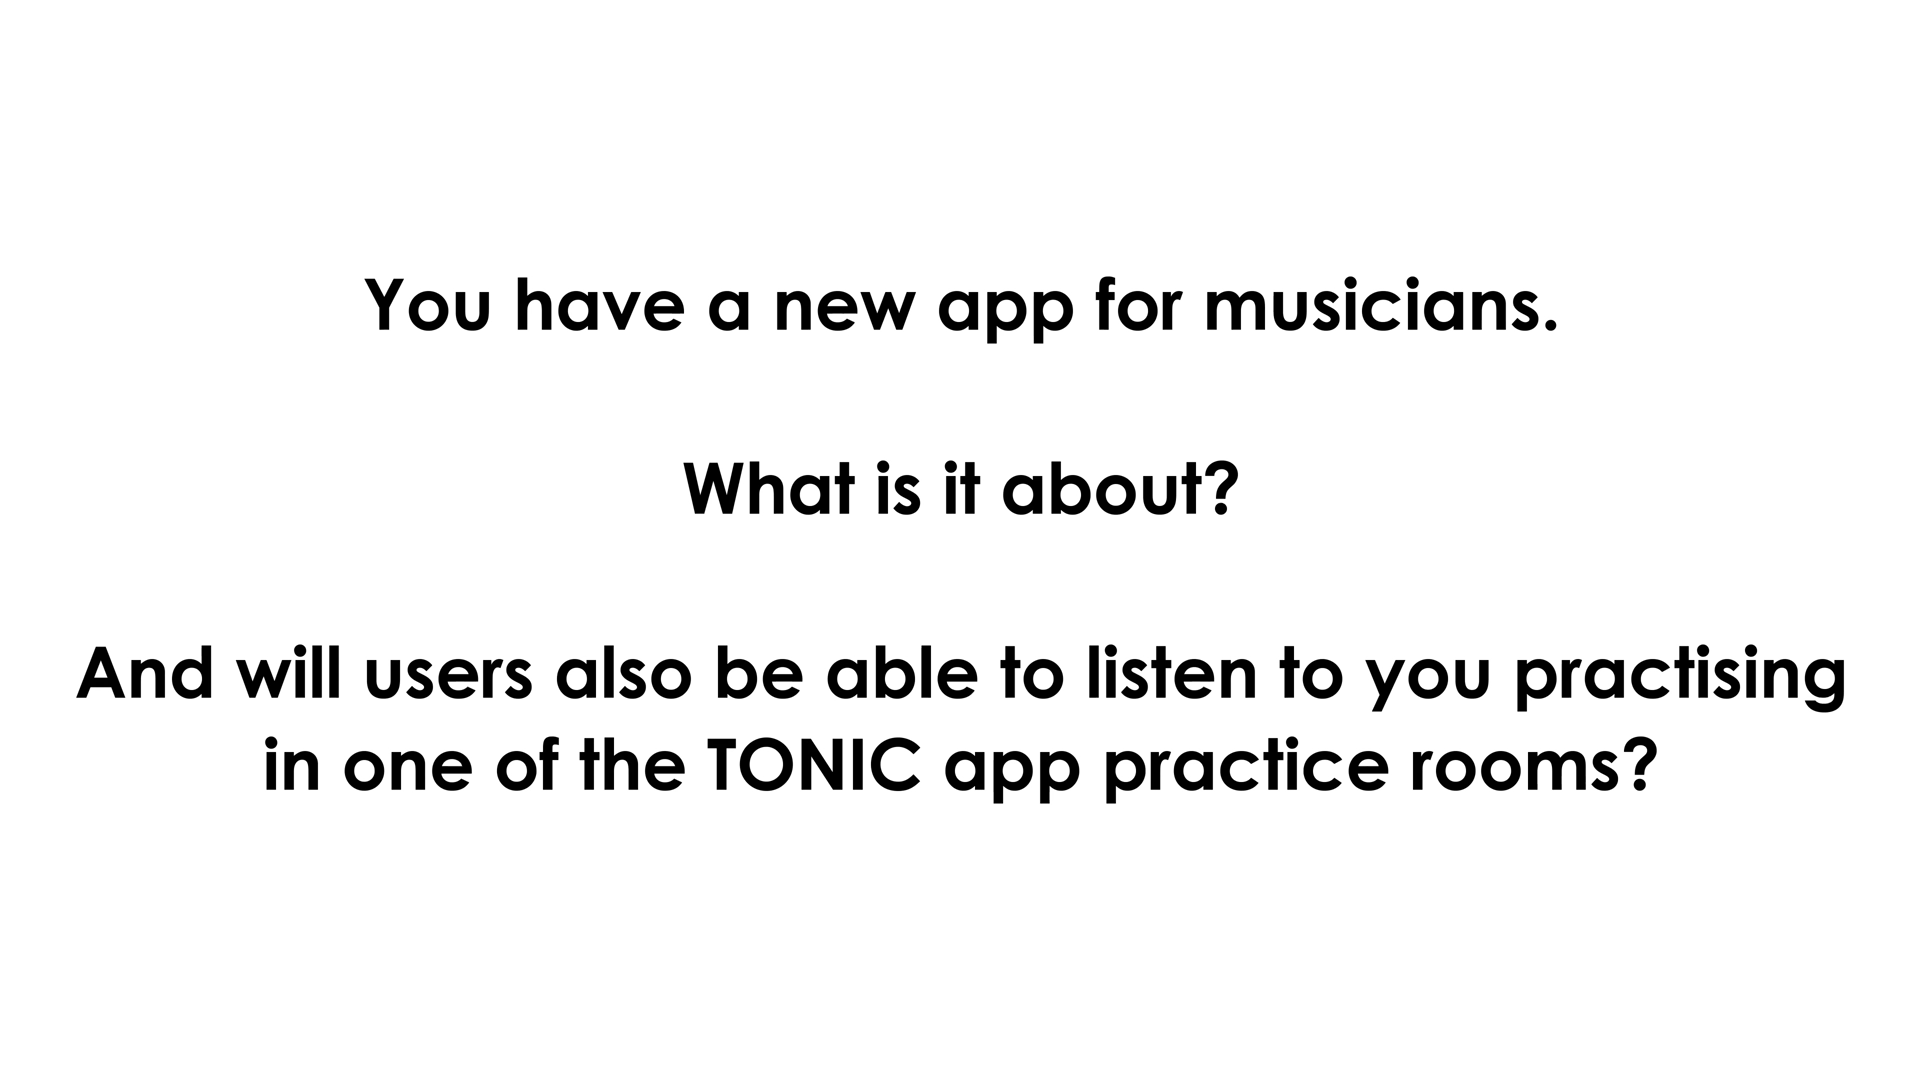 You have a new app for musicians.
What is it about?
And will users also be able to listen to you practising
in one of the TONIC app practice rooms?